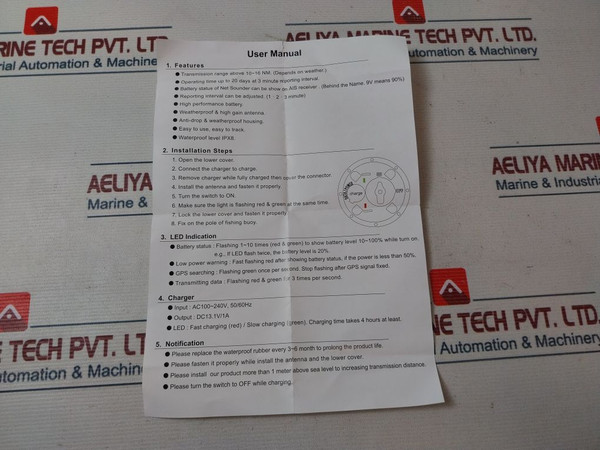 User Manual
1. Features
● Transmission range above 10~16 NM. (Depends on weather.)
● Operating time up to 20 days at 3 minute reporting interval.
● Battery status of Net Sounder can be show on AIS receiver. (Behind the Name, 9V means 90%)
● Reporting interval can be adjusted. (1 · 2 · 3 minute)
● High performance battery.
● Weatherproof & high gain antenna.
● Anti-drop & weatherproof housing.
● Easy to use, easy to track.
● Waterproof level IPX8
2. Installation Steps
1. Open the lower cover.
2. Connect the charger to charge.
3. Remove charger while fully charged then cover the connector.
4. Install the antenna and fasten it properly.
5. Turn the switch to ON
6. Make sure the light is flashing red & green at the same time.
7. Lock the lower cover and fasten it properly
8. Fix on the pole of fishing buoy.
charge
OFF
3. LED Indication
● Battery status : Flashing 1~10 times (red & green) to show battery level 10~100% while turn on.
e.g., If LED flash twice, the battery level is 20%.
● Low power warning : Fast flashing red after showing battery status, if the power is less than 50%.
● GPS searching : Flashing green once per second. Stop flashing after GPS signal fixed.
● Transmitting data : Flashing red & green for 3 times per second.
4. Charger
● Input : AC100~240V, 50/60Hz
● Output : DC13.1V/1A
● LED : Fast charging (red) / Slow charging (green). Charging time takes 4 hours at least.
5. Notification
● Please replace the waterproof rubber every 3~6 month to prolong the product life.
● Please fasten it properly while install the antenna and the lower cover.
● Please install our product more than 1 meter above sea level to increasing transmission distance.
● Please turn the switch to OFF while charging.
ARINE TECH PVT. LTD.
rial Automation & Machinery
AELIYA MARINE
Marine & Industrial
AELIYA MAR
Marine &
AELIYA MARINE
Marine & Industri
NE TECH PVT. LTD
Automation & Machinery
TECH PVT. LTD.
Automation & Machinery